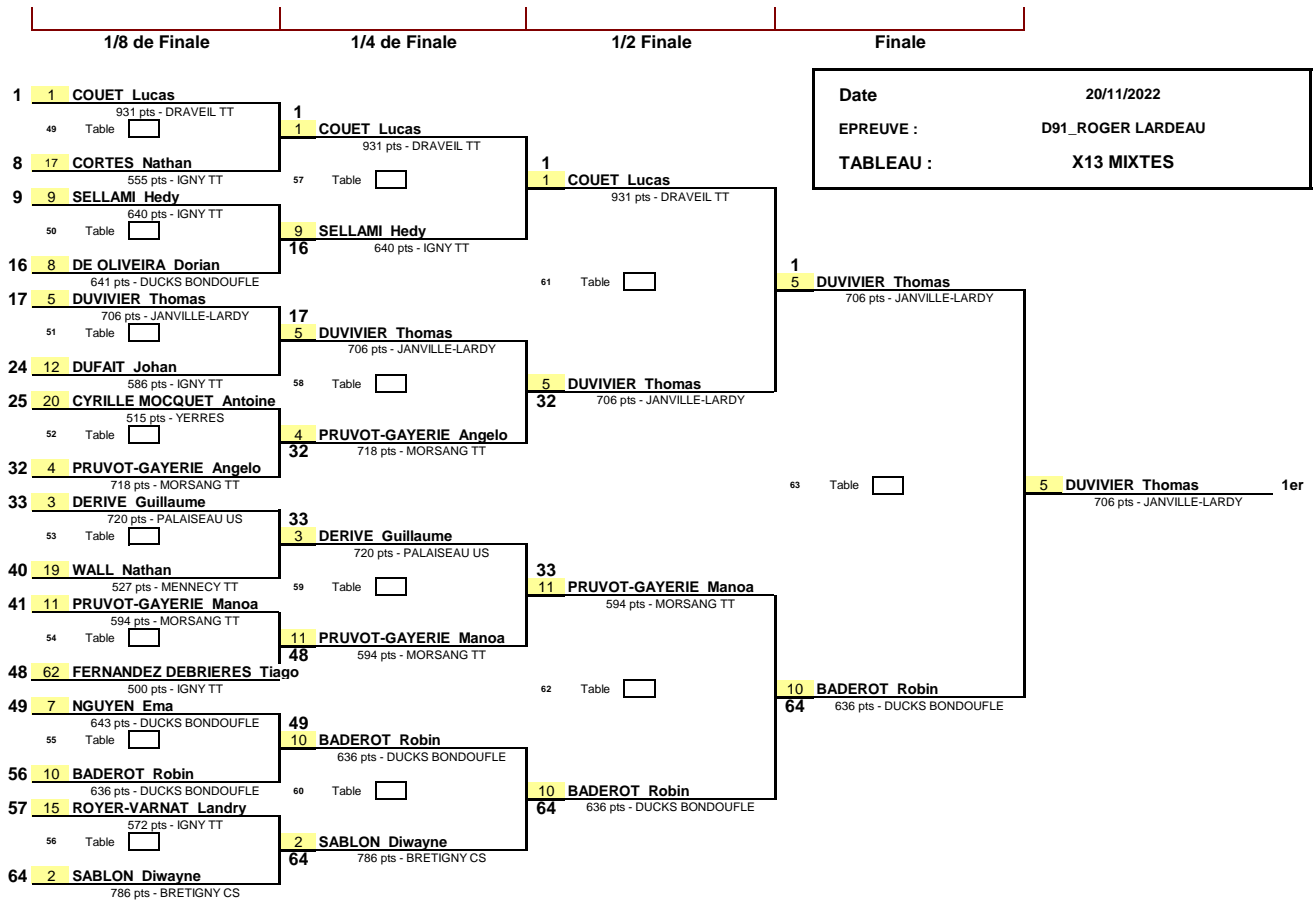 1/8 de Finale 1/4 de Finale 1/2 Finale Finale
Date 20/11/2022
EPREUVE : D91_ROGER LARDEAU
TABLEAU : X13 MIXTES
1 1 COUET Lucas
931 pts - DRAVEIL TT
49 Table
8 17 CORTES Nathan
555 pts - IGNY TT
9 9 SELLAMI Hedy
640 pts - IGNY TT
50 Table
16 8 DE OLIVEIRA Dorian
641 pts - DUCKS BONDOUFLE
17 5 DUVIVIER Thomas
706 pts - JANVILLE-LARDY
51 Table
24 12 DUFAIT Johan
586 pts - IGNY TT
25 20 CYRILLE MOCQUET Antoine
515 pts - YERRES
52 Table
32 4 PRUVOT-GAYERIE Angelo
718 pts - MORSANG TT
33 3 DERIVE Guillaume
720 pts - PALAISEAU US
53 Table
40 19 WALL Nathan
527 pts - MENNECY TT
41 11 PRUVOT-GAYERIE Manoa
594 pts - MORSANG TT
54 Table
48 62 FERNANDEZ DEBRIERES Tiago
500 pts - IGNY TT
49 7 NGUYEN Ema
643 pts - DUCKS BONDOUFLE
55 Table
56 10 BADEROT Robin
636 pts - DUCKS BONDOUFLE
57 15 ROYER-VARNAT Landry
572 pts - IGNY TT
56 Table
64 2 SABLON Diwayne
786 pts - BRETIGNY CS
1
1 COUET Lucas
931 pts - DRAVEIL TT
57 Table
9 SELLAMI Hedy
16 640 pts - IGNY TT
17
5 DUVIVIER Thomas
706 pts - JANVILLE-LARDY
58 Table
4 PRUVOT-GAYERIE Angelo
32 718 pts - MORSANG TT
33
3 DERIVE Guillaume
720 pts - PALAISEAU US
59 Table
11 PRUVOT-GAYERIE Manoa
48 594 pts - MORSANG TT
49
10 BADEROT Robin
636 pts - DUCKS BONDOUFLE
60 Table
2 SABLON Diwayne
64 786 pts - BRETIGNY CS
1
1 COUET Lucas
931 pts - DRAVEIL TT
61 Table
5 DUVIVIER Thomas
32 706 pts - JANVILLE-LARDY
33
11 PRUVOT-GAYERIE Manoa
594 pts - MORSANG TT
62 Table
10 BADEROT Robin
64 636 pts - DUCKS BONDOUFLE
1
5 DUVIVIER Thomas
706 pts - JANVILLE-LARDY
63 Table
10 BADEROT Robin
64 636 pts - DUCKS BONDOUFLE
5 DUVIVIER Thomas 1er
706 pts - JANVILLE-LARDY